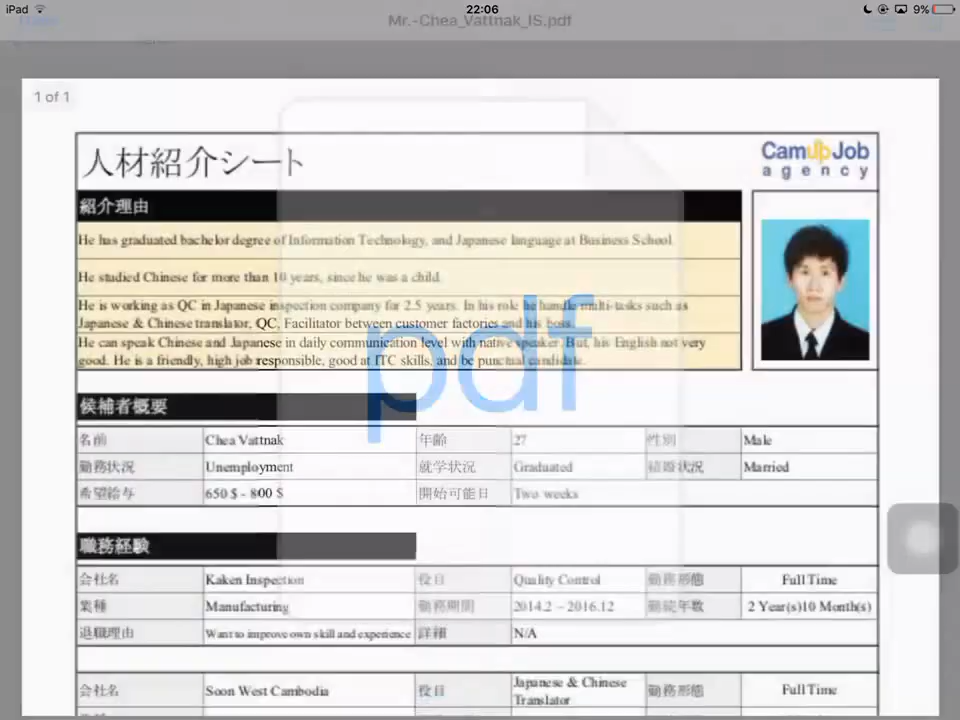 iPad 22:06 9%
Mr.-Chea_Vattnak_IS.pdf
1 of 1
人材紹介シート
CamUpJob
agency
紹介理由
He has graduated bachelor degree of Information Technology, and Japanese language at Business School.
He studied Chinese for more than 10 years, since he was a child.
He is working as QC in Japanese inspection company for 2.5 years. In his role he handle multi-tasks such as
Japanese & Chinese translator, QC, Facilitator between customer factories and his boss.
He can speak Chinese and Japanese in daily communication level with native speaker. But, his English not very
good. He is a friendly, high job responsible, good at ITC skills, and be punctual candidate.
pdf
候補者概要
名前 Chea Vattnak 年齢 27 性別 Male
勤務状況 Unemployment 就学状況 Graduated 結婚状況 Married
希望給与 650 $ - 800 $ 開始可能日 Two weeks
職務経験
会社名 Kaken Inspection 役目 Quality Control 勤務形態 Full Time
業種 Manufacturing 勤務期間 2014.2 – 2016.12 勤続年数 2 Year(s)10 Month(s)
退職理由 Want to improve own skill and experience 詳細 N/A
会社名 Soon West Cambodia 役目 Japanese & Chinese Translator 勤務形態 Full Time